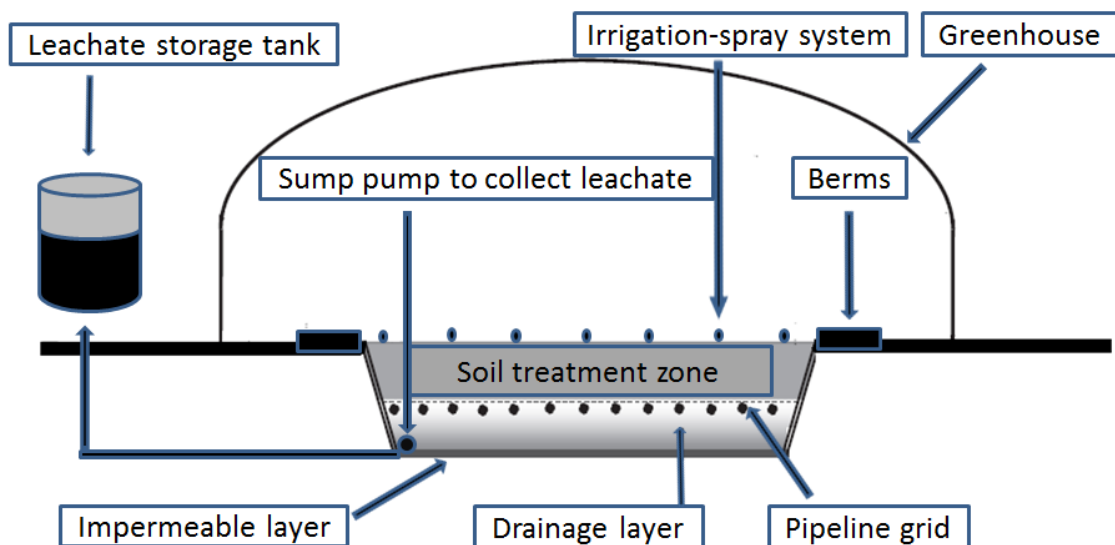 Leachate storage tank
Irrigation-spray system
Greenhouse
Sump pump to collect leachate
Berms
Soil treatment zone
Impermeable layer
Drainage layer
Pipeline grid